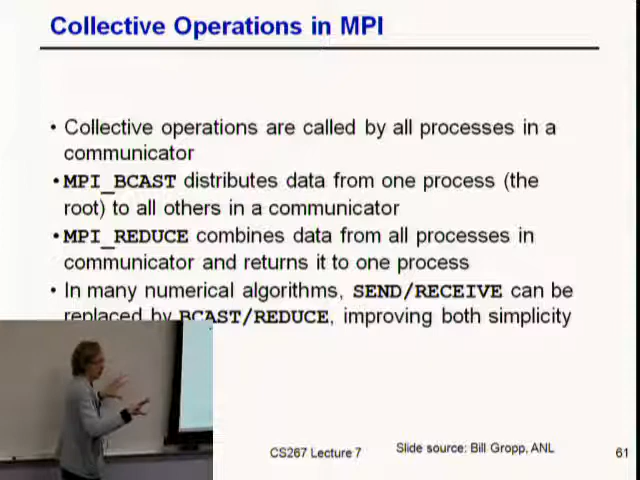 Collective Operations in MPI
• Collective operations are called by all processes in a
communicator
• MPI_BCAST distributes data from one process (the
root) to all others in a communicator
• MPI_REDUCE combines data from all processes in
communicator and returns it to one process
• In many numerical algorithms, SEND/RECEIVE can be
replaced by BCAST/REDUCE, improving both simplicity
CS267 Lecture 7
Slide source: Bill Gropp, ANL
61